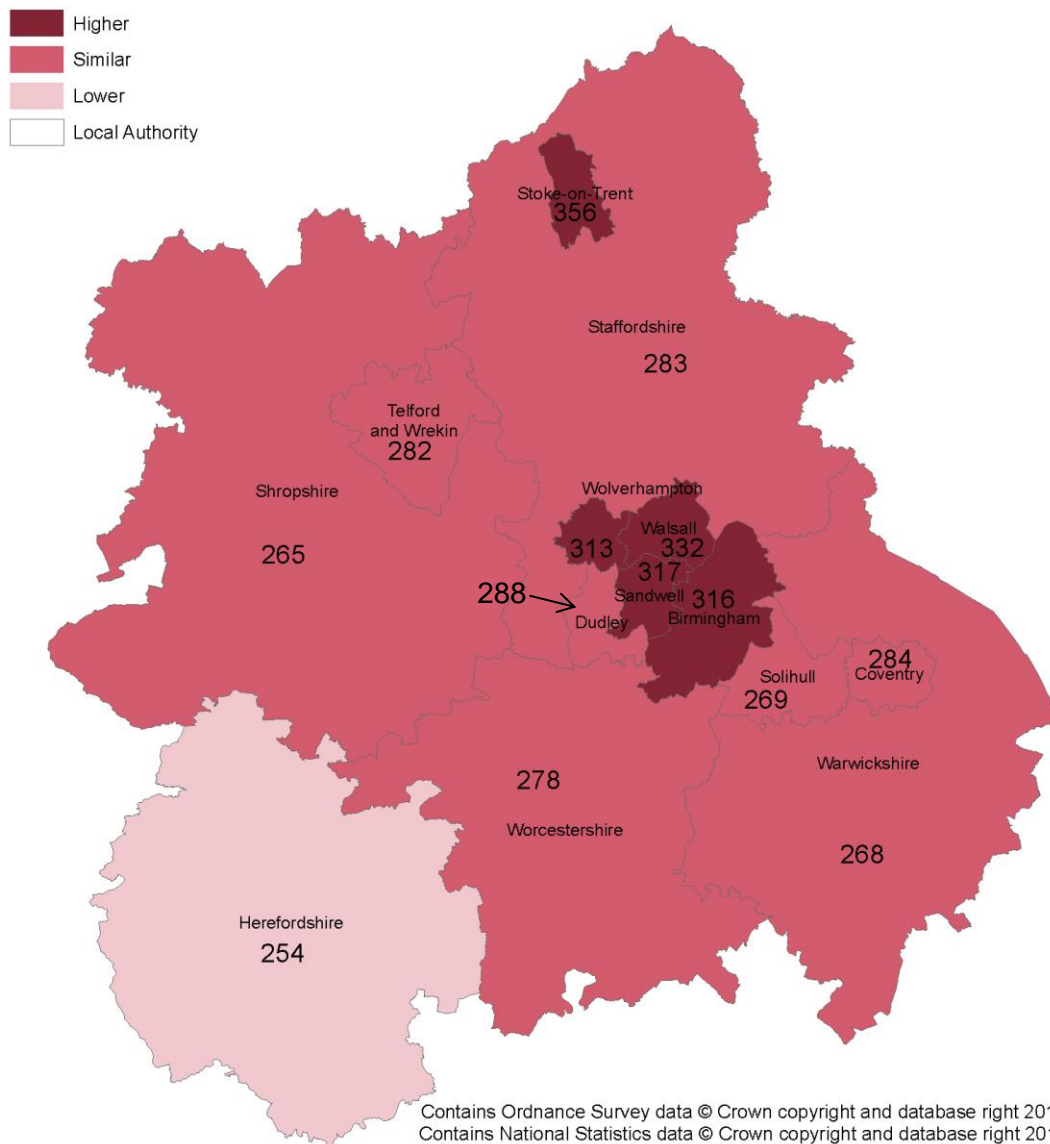 Higher
Similar
Lower
Local Authority
Stoke-on-Trent
356
Staffordshire
283
Telford
and Wrekin
282
Shropshire
265
Wolverhampton
313
Walsall
332
317
Sandwell
316
Birmingham
288
Dudley
284
Coventry
Solihull
269
Warwickshire
268
278
Worcestershire
Herefordshire
254
Contains Ordnance Survey data © Crown copyright and database right
Contains National Statistics data © Crown copyright and database right